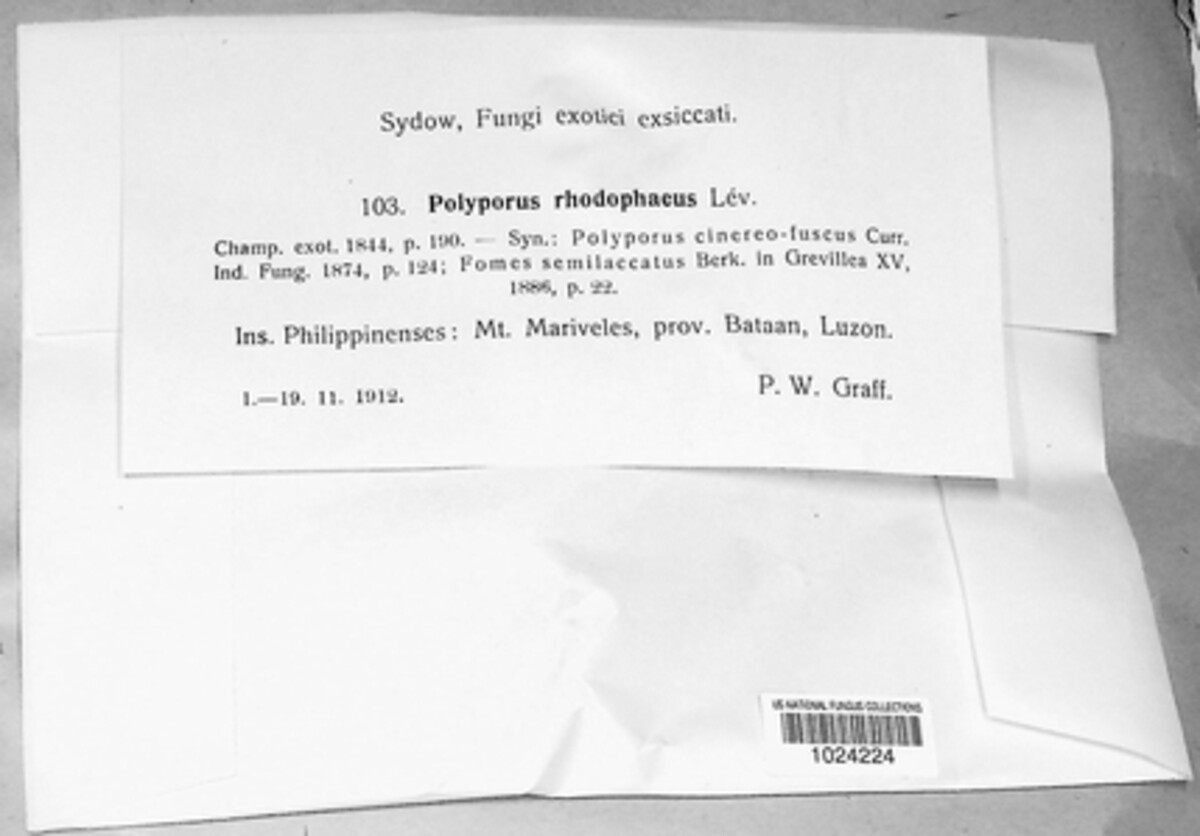 Sydow, Fungi exotici exsiccati.
103. Polyporus rhodophaeus Lév.
Champ. exot. 1844, p. 190. — Syn.: Polyporus cinereo-fuscus Curr.
Ind. Fung. 1874, p. 124; Fomes semilaccatus Berk. in Grevillea XV,
1886, p. 22.
Ins. Philippinenses: Mt. Mariveles, prov. Bataan, Luzon.
1.—19. 11. 1912.
P. W. Graff.
US NATIONAL FUNGUS COLLECTIONS
1024224